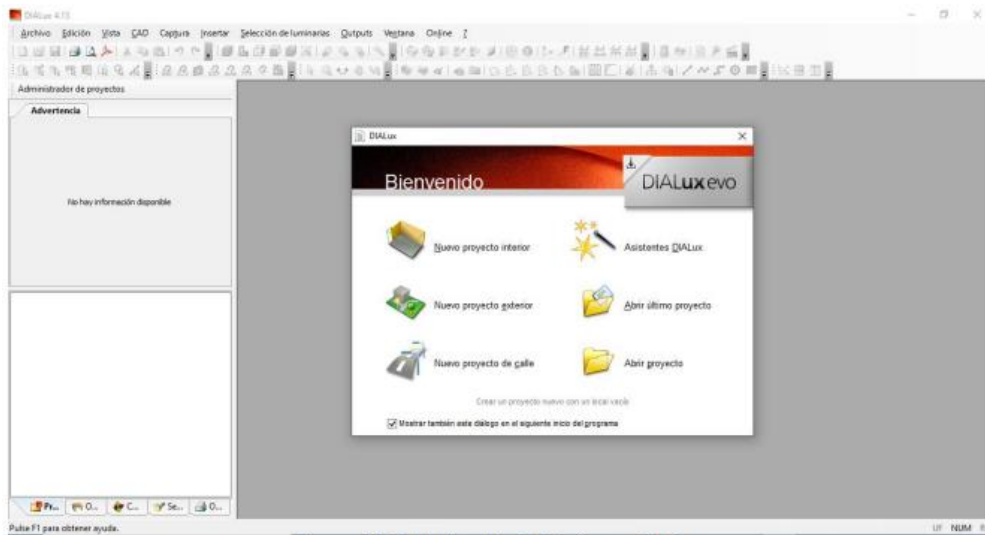 DIALux 4.13
Archivo Edición Vista CAD Captura Insertar Selección de luminarias Outputs Ventana Online ?
Administrador de proyectos
Advertencia
No hay información disponible
DIALux
Bienvenido
DIALux evo
Nuevo proyecto interior
Asistentes DIALux
Nuevo proyecto exterior
Abrir último proyecto
Nuevo proyecto de calle
Abrir proyecto
Crear un proyecto nuevo con un local vacío
Mostrar también este diálogo en el siguiente inicio del programa
Pr... O... C... Se... O...
Pulse F1 para obtener ayuda.
NUM